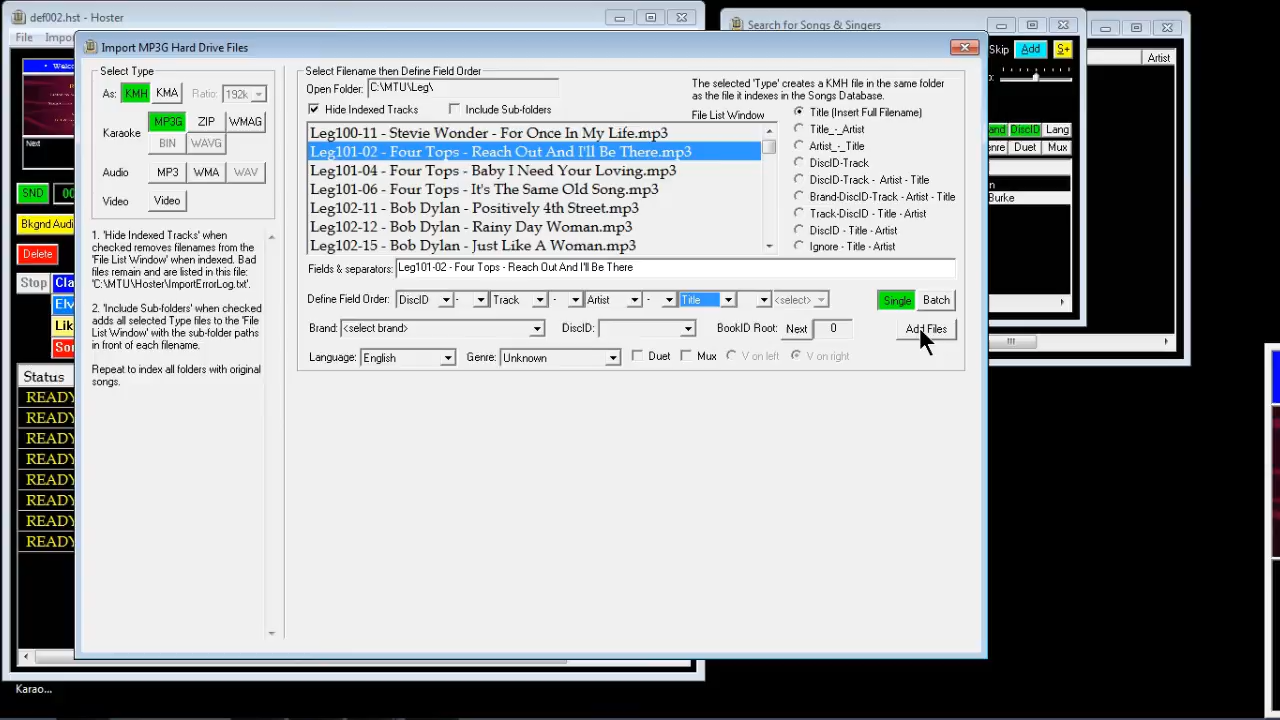 def002.hst - Hoster
File
Import MP3G Hard Drive Files
Search for Songs & Singers
Skip
Add
S+
Artist
Select Type
As:
KMH
KMA
Ratio:
192k
Karaoke
MP3G
ZIP
WMAG
BIN
WAVG
Audio
MP3
WMA
WAV
Video
Video
1. 'Hide Indexed Tracks' when
checked removes filenames from the
'File List Window' when indexed. Bad
files remain and are listed in this file:
'C:\MTU\Hoster\ImportErrorLog.txt'.
2. 'Include Sub-folders' when checked
adds all selected Type files to the 'File
List Window' with the sub-folder paths
in front of each filename.
Repeat to index all folders with original
songs.
Select Filename then Define Field Order
Open Folder:
C:\MTU\Leg\
Hide Indexed Tracks
Include Sub-folders
The selected 'Type' creates a KMH file in the same folder
as the file it indexes in the Songs Database.
File List Window
Leg100-11 - Stevie Wonder - For Once In My Life.mp3
Leg101-02 - Four Tops - Reach Out And I'll Be There.mp3
Leg101-04 - Four Tops - Baby I Need Your Loving.mp3
Leg101-06 - Four Tops - It's The Same Old Song.mp3
Leg102-11 - Bob Dylan - Positively 4th Street.mp3
Leg102-12 - Bob Dylan - Rainy Day Woman.mp3
Leg102-15 - Bob Dylan - Just Like A Woman.mp3
Title (Insert Full Filename)
Title_-_Artist
Artist_-_Title
DiscID-Track
DiscID-Track - Artist - Title
Brand-DiscID-Track - Artist - Title
Track-DiscID - Title - Artist
DiscID - Title - Artist
Ignore - Title - Artist
Fields & separators:
Leg101-02 - Four Tops - Reach Out And I'll Be There
Define Field Order:
DiscID
-
Track
-
Artist
-
Title
<select>
Single
Batch
Brand:
<select brand>
DiscID:
BookID Root:
Next
0
Add Files
Language:
English
Genre:
Unknown
Duet
Mux
V on left
V on right
Next
SND
Delete
Stop
Status
READY
READY
READY
READY
READY
READY
READY
READY
DiscID
Lang
Duet
Mux
Burke
Karao...